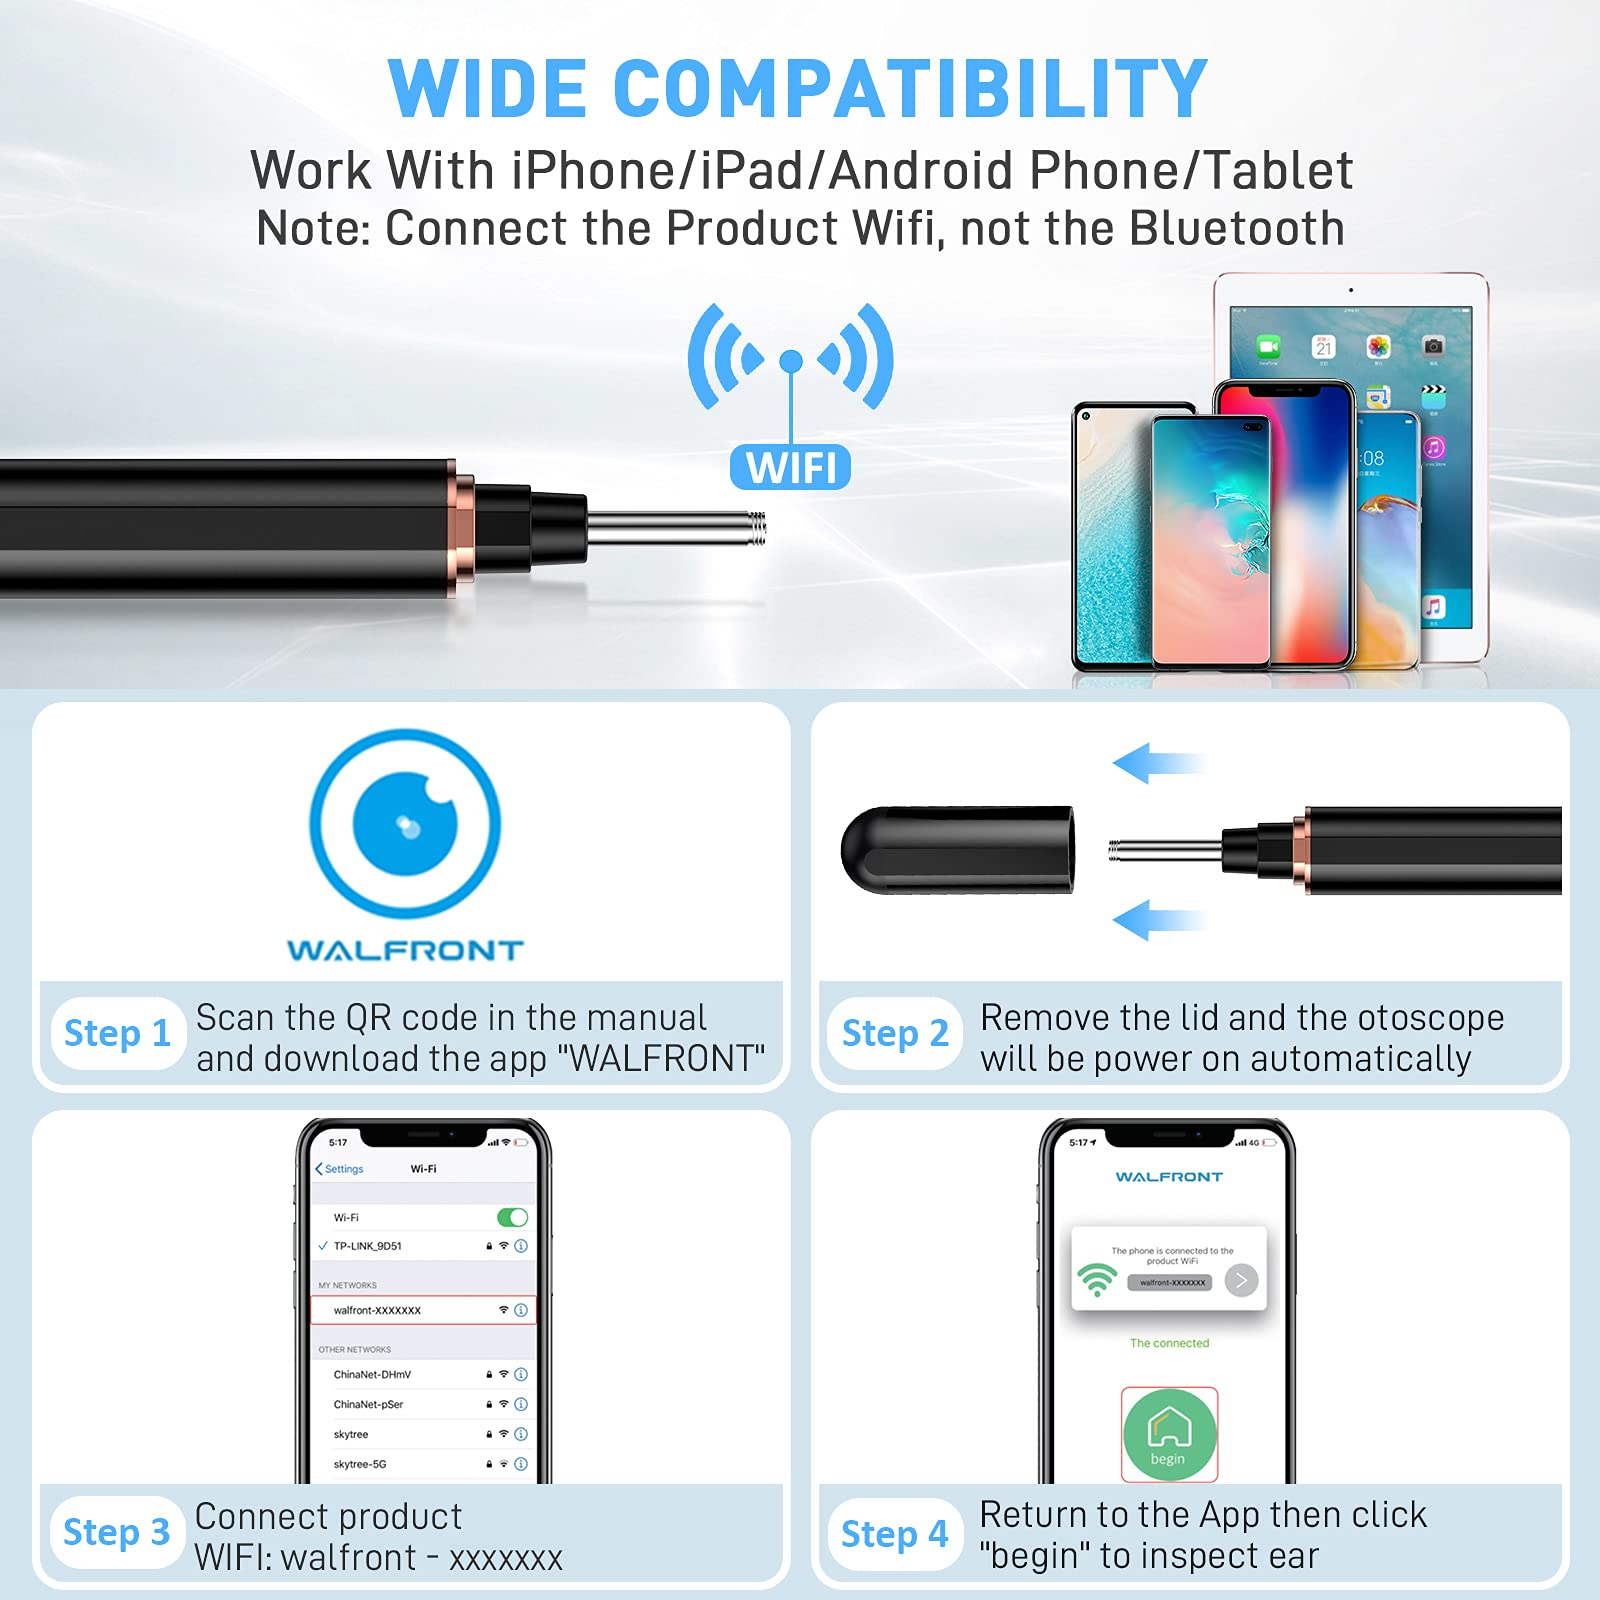 WIDE COMPATIBILITY
Work With iPhone/iPad/Android Phone/Tablet
Note: Connect the Product Wifi, not the Bluetooth
WIFI
21
:08
WALFRONT
Step 1
Scan the QR code in the manual
and download the app "WALFRONT"
Step 2
Remove the lid and the otoscope
will be power on automatically
5:17
Settings
Wi-Fi
Wi-Fi
TP-LINK_9D51
MY NETWORKS
walfront-XXXXXXX
OTHER NETWORKS
ChinaNet-DHmV
ChinaNet-pSer
skytree
skytree-5G
Step 3
Connect product
WIFI: walfront - xxxxxxx
5:17
4G
WALFRONT
The phone is connected to the
product WiFi
walfront-XXXXXXX
The connected
begin
Step 4
Return to the App then click
"begin" to inspect ear